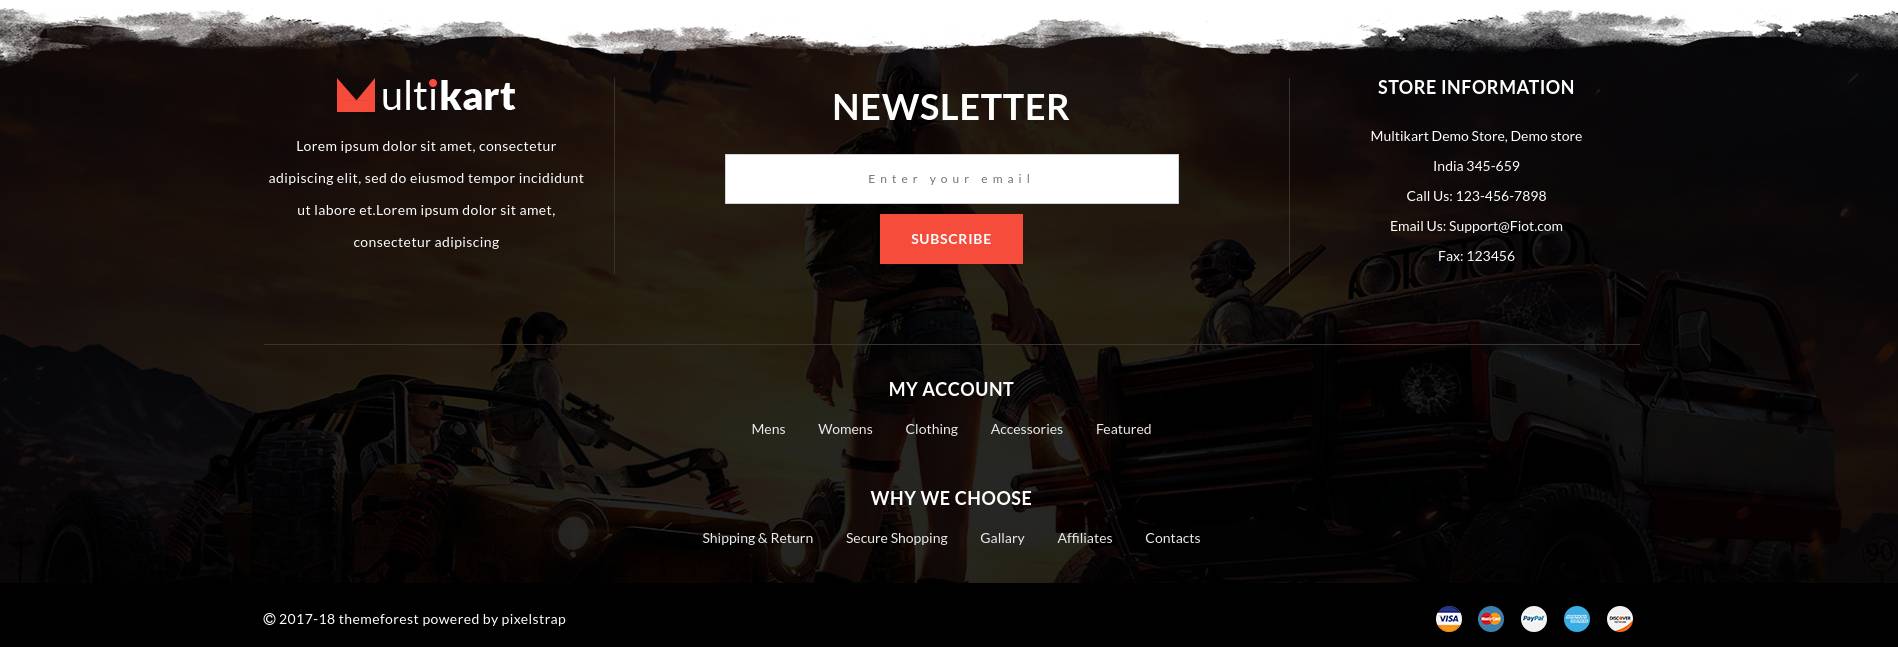 Multikart
Lorem ipsum dolor sit amet, consectetur
adipiscing elit, sed do eiusmod tempor incididunt
ut labore et.Lorem ipsum dolor sit amet,
consectetur adipiscing
NEWSLETTER
Enter your email
SUBSCRIBE
STORE INFORMATION
Multikart Demo Store, Demo store
India 345-659
Call Us: 123-456-7898
Email Us: Support@Fiot.com
Fax: 123456
MY ACCOUNT
Mens Womens Clothing Accessories Featured
WHY WE CHOOSE
Shipping & Return Secure Shopping Gallary Affiliates Contacts
© 2017-18 themeforest powered by pixelstrap
VISA MasterCard PayPal DISCOVER